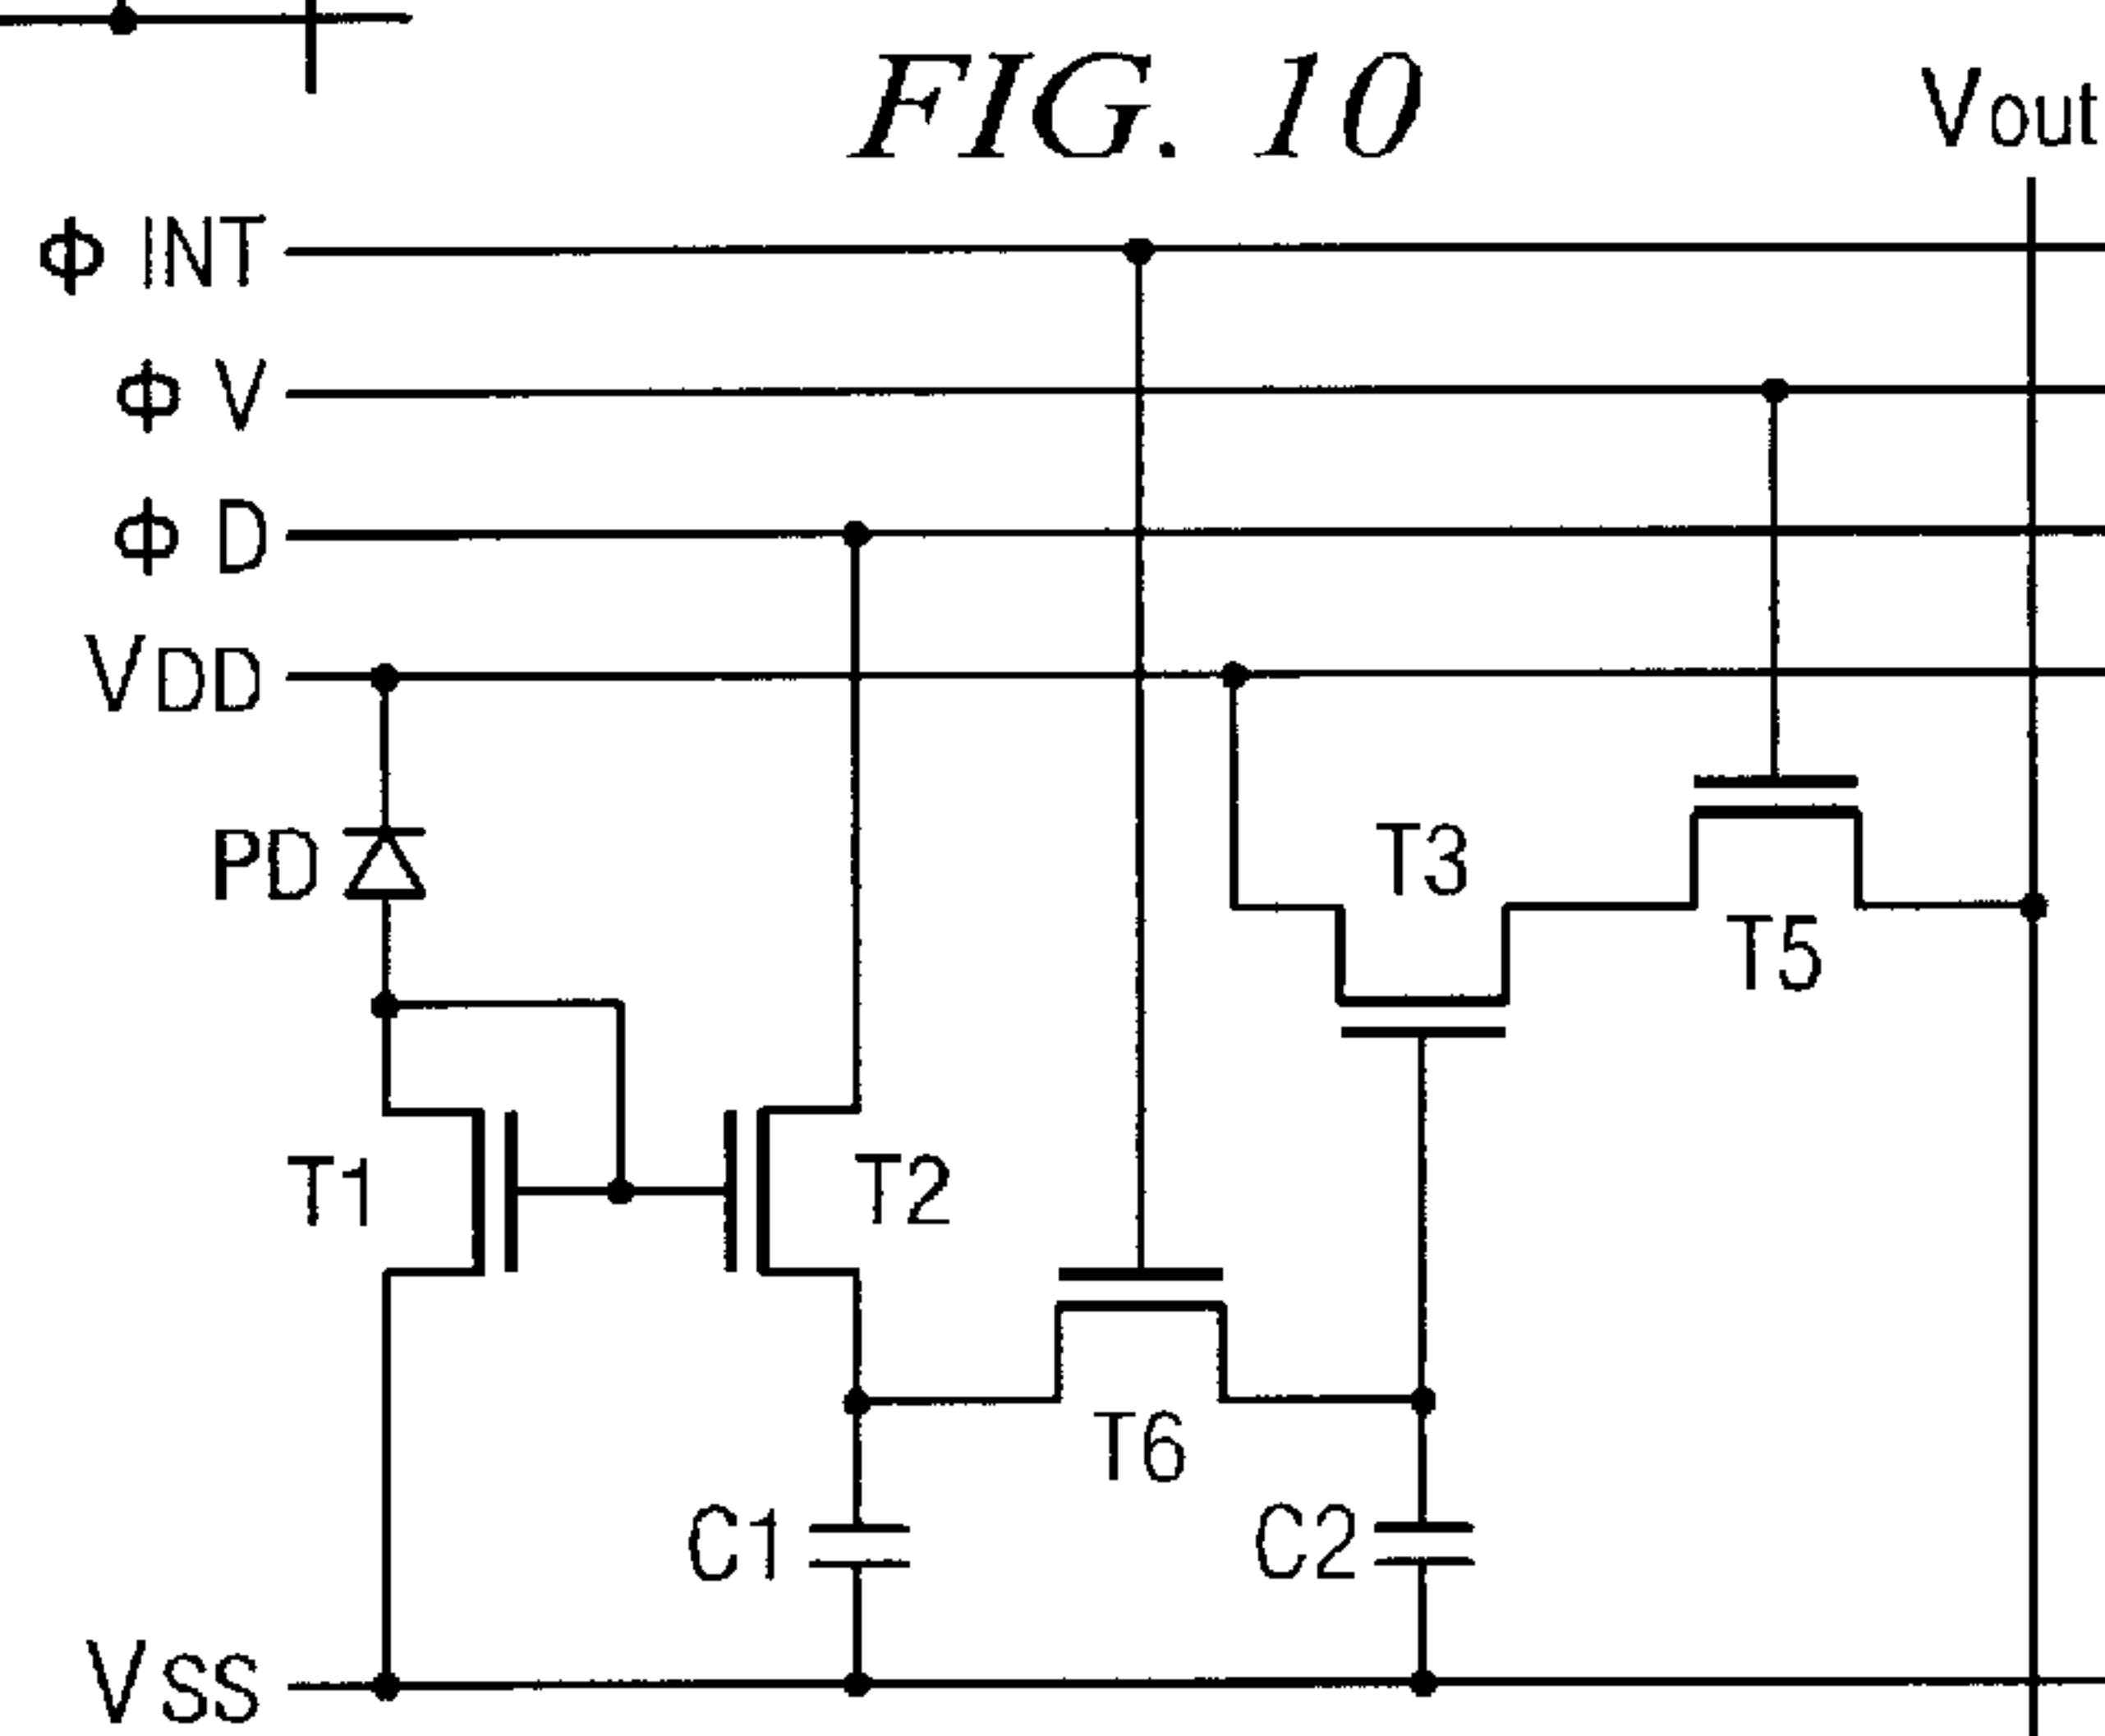 FIG. 10
Vout
Φ INT
Φ V
Φ D
VDD
PD
T3
T5
T1
T2
T6
C1
C2
VSS